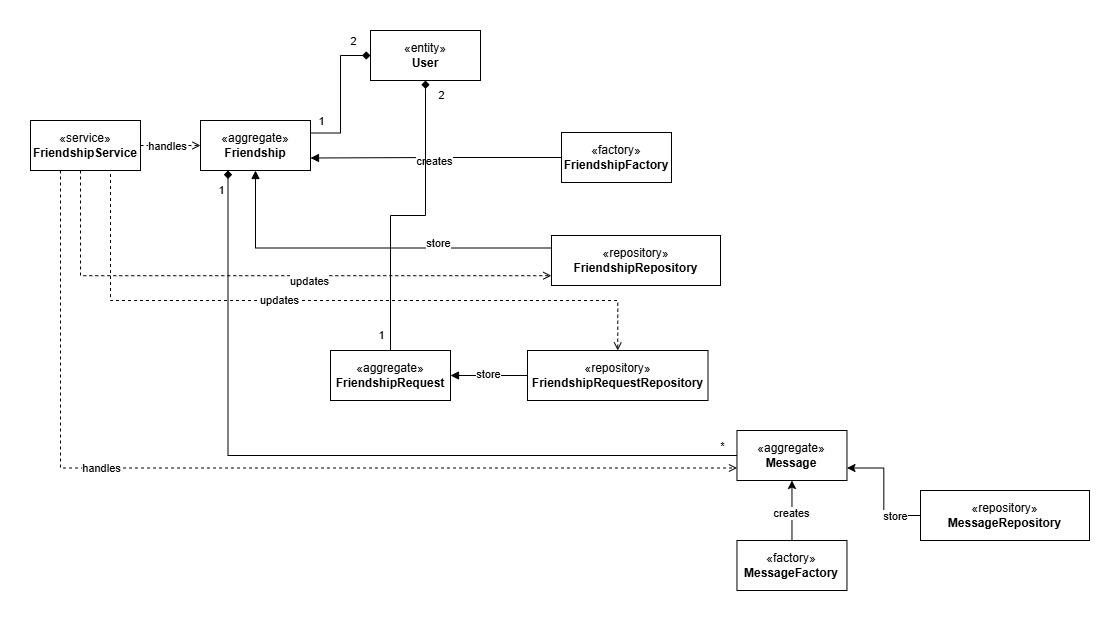 2
«entity»
User
2
1
«service»
FriendshipService
handles
«aggregate»
Friendship
«factory»
FriendshipFactory
creates
1
store
«repository»
FriendshipRepository
updates
updates
1
«aggregate»
FriendshipRequest
store
«repository»
FriendshipRequestRepository
*
«aggregate»
Message
handles
creates
store
«repository»
MessageRepository
«factory»
MessageFactory